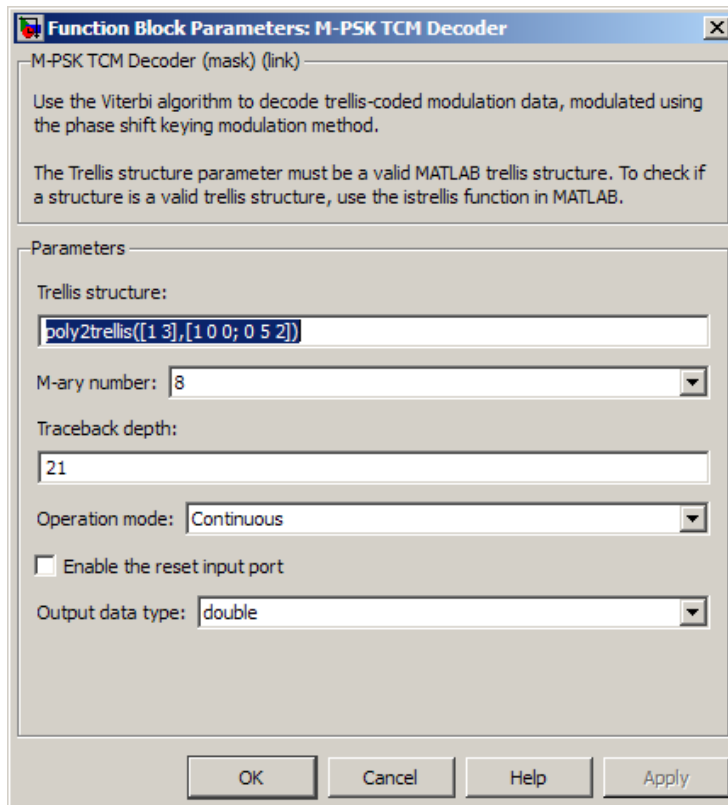 Function Block Parameters: M-PSK TCM Decoder
M-PSK TCM Decoder (mask) (link)
Use the Viterbi algorithm to decode trellis-coded modulation data, modulated using
the phase shift keying modulation method.
The Trellis structure parameter must be a valid MATLAB trellis structure. To check if
a structure is a valid trellis structure, use the istrellis function in MATLAB.
Parameters
Trellis structure:
poly2trellis([1 3],[1 0 0; 0 5 2])
M-ary number: 8
Traceback depth:
21
Operation mode: Continuous
Enable the reset input port
Output data type: double
OK Cancel Help Apply